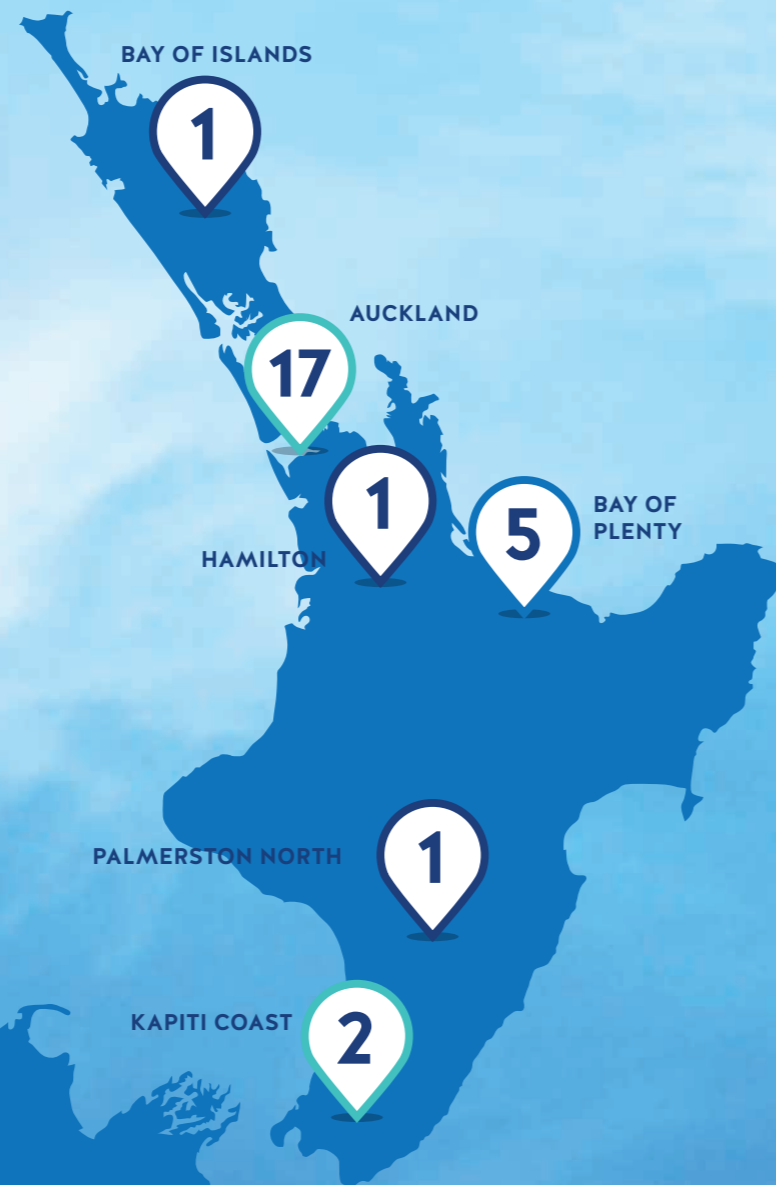 BAY OF ISLANDS
1
AUCKLAND
17
1
HAMILTON
5
BAY OF
PLENTY
1
PALMERSTON NORTH
2
KAPITI COAST